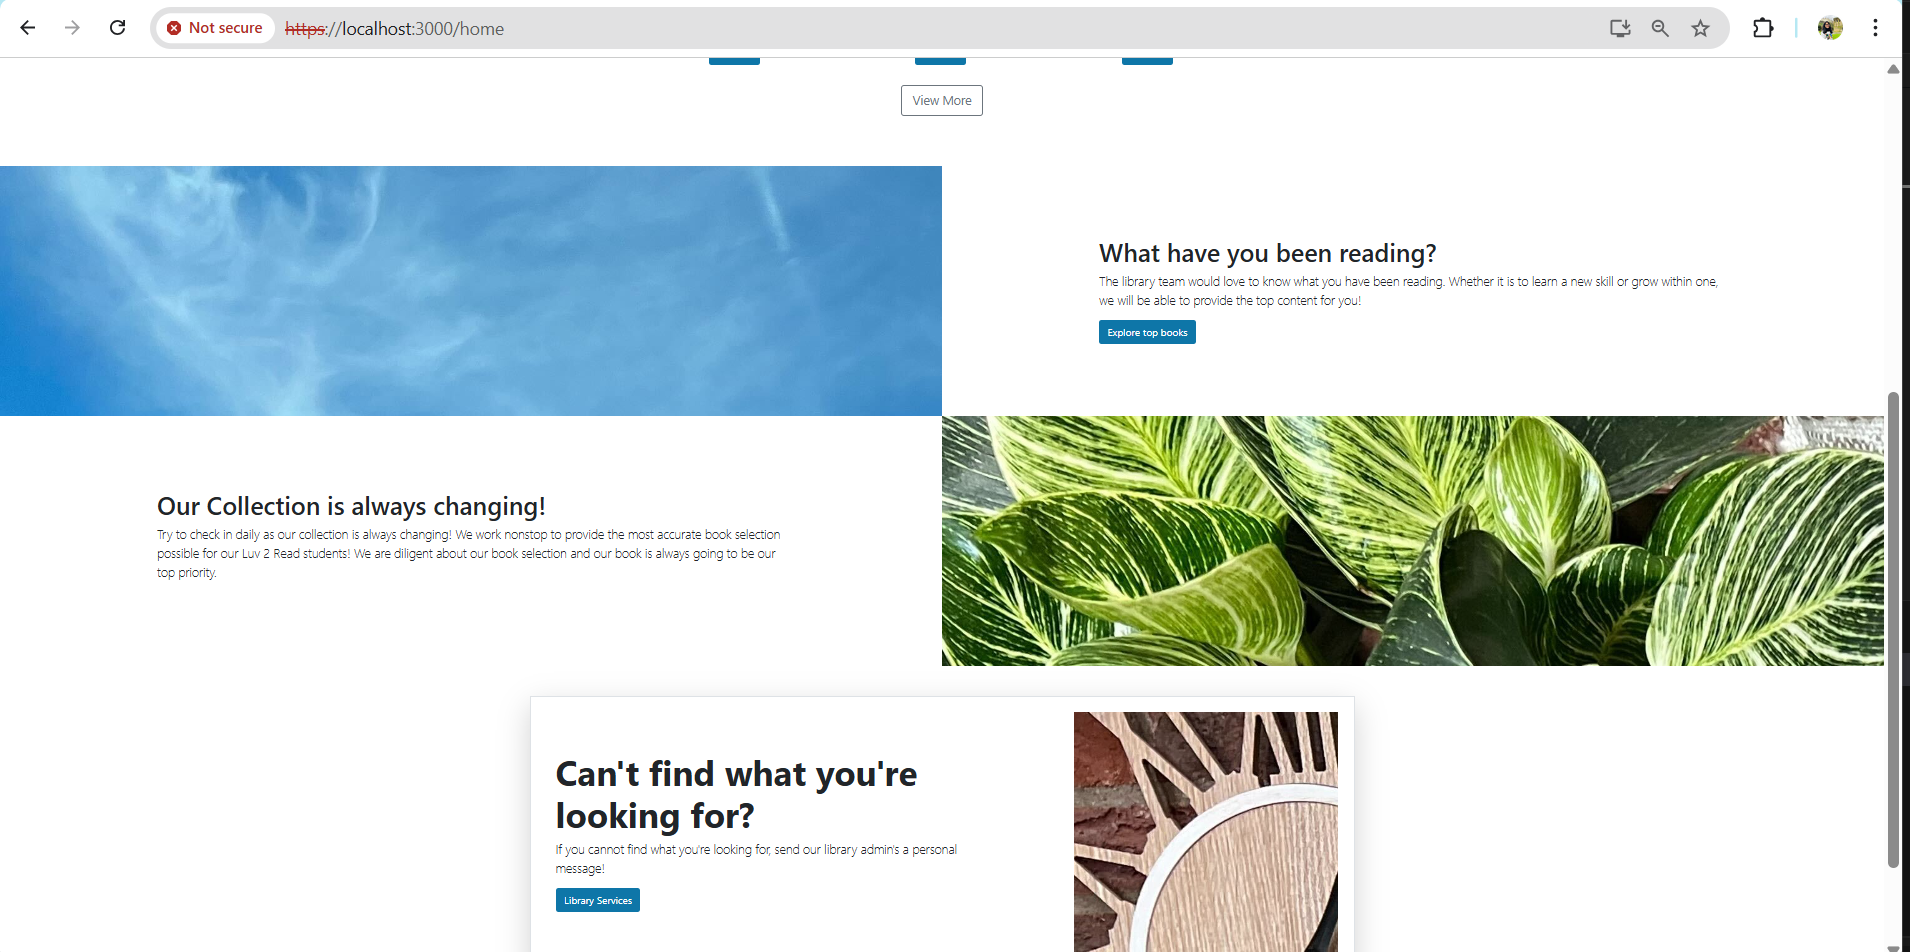 Not secure https://localhost:3000/home
View More
What have you been reading?
The library team would love to know what you have been reading. Whether it is to learn a new skill or grow within one,
we will be able to provide the top content for you!
Explore top books
Our Collection is always changing!
Try to check in daily as our collection is always changing! We work nonstop to provide the most accurate book selection
possible for our Luv 2 Read students! We are diligent about our book selection and our book is always going to be our
top priority.
Can't find what you're
looking for?
If you cannot find what you're looking for, send our library admin's a personal
message!
Library Services